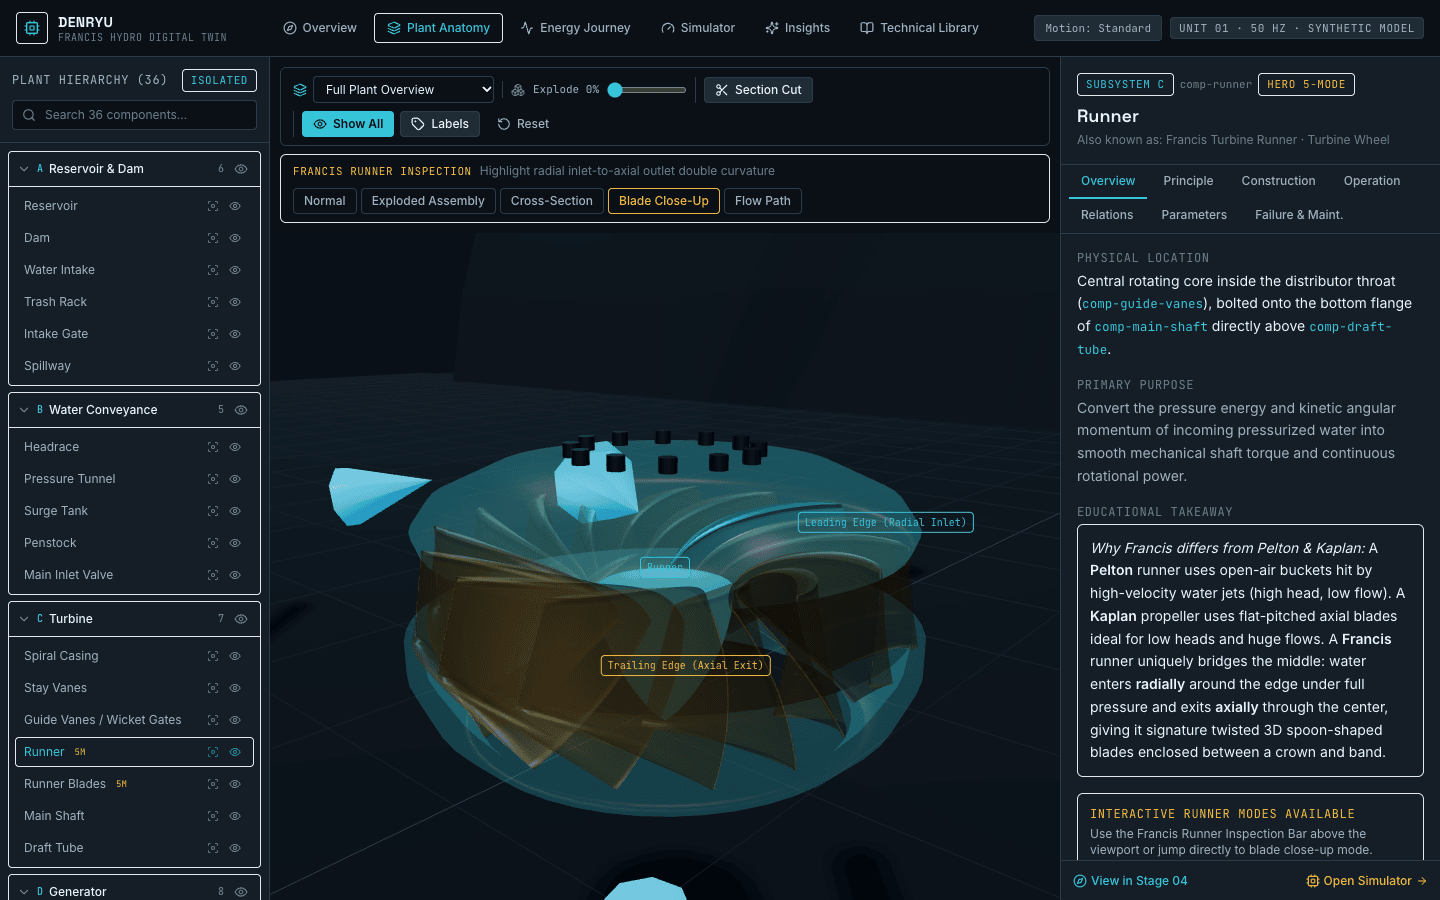 DENRYU
FRANCIS HYDRO DIGITAL TWIN
Overview
Plant Anatomy
Energy Journey
Simulator
Insights
Technical Library
Motion: Standard
UNIT 01 · 50 HZ · SYNTHETIC MODEL
PLANT HIERARCHY (36)
ISOLATED
Search 36 components...
A Reservoir & Dam 6
Reservoir
Dam
Water Intake
Trash Rack
Intake Gate
Spillway
B Water Conveyance 5
Headrace
Pressure Tunnel
Surge Tank
Penstock
Main Inlet Valve
C Turbine 7
Spiral Casing
Stay Vanes
Guide Vanes / Wicket Gates
Runner 5M
Runner Blades 5M
Main Shaft
Draft Tube
D Generator 8
Full Plant Overview
Explode 0%
Section Cut
Show All
Labels
Reset
FRANCIS RUNNER INSPECTION Highlight radial inlet-to-axial outlet double curvature
Normal
Exploded Assembly
Cross-Section
Blade Close-Up
Flow Path
Leading Edge (Radial Inlet)
Runner
Trailing Edge (Axial Exit)
SUBSYSTEM C
comp-runner
HERO 5-MODE
Runner
Also known as: Francis Turbine Runner · Turbine Wheel
Overview
Principle
Construction
Operation
Relations
Parameters
Failure & Maint.
PHYSICAL LOCATION
Central rotating core inside the distributor throat
(comp-guide-vanes), bolted onto the bottom flange
of comp-main-shaft directly above comp-draft-
tube.
PRIMARY PURPOSE
Convert the pressure energy and kinetic angular
momentum of incoming pressurized water into
smooth mechanical shaft torque and continuous
rotational power.
EDUCATIONAL TAKEAWAY
Why Francis differs from Pelton & Kaplan: A
Pelton runner uses open-air buckets hit by
high-velocity water jets (high head, low flow). A
Kaplan propeller uses flat-pitched axial blades
ideal for low heads and huge flows. A Francis
runner uniquely bridges the middle: water
enters radially around the edge under full
pressure and exits axially through the center,
giving it signature twisted 3D spoon-shaped
blades enclosed between a crown and band.
INTERACTIVE RUNNER MODES AVAILABLE
Use the Francis Runner Inspection Bar above the
viewport or jump directly to blade close-up mode.
View in Stage 04
Open Simulator →